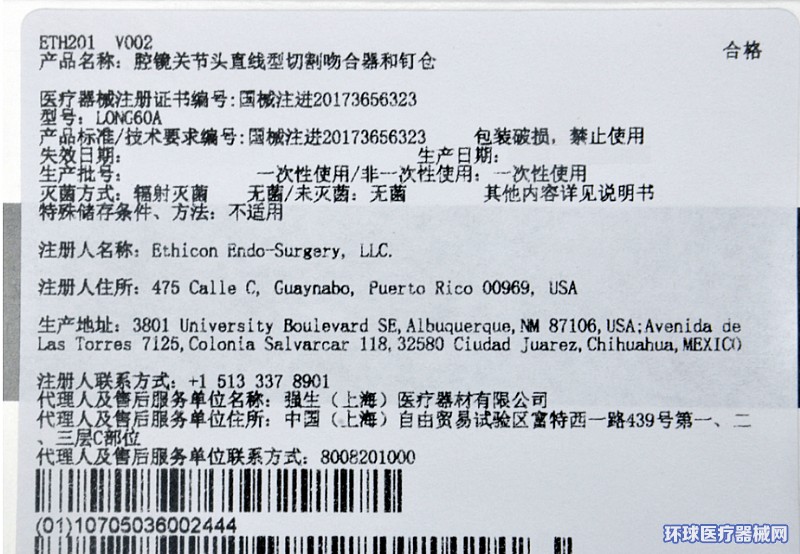 ETH201 V002
合格
产品名称: 腔镜关节头直线型切割吻合器和钉仓
医疗器械注册证书编号:国械注进20173656323
型号: LONG60A
产品标准/技术要求编号:国械注进20173656323 包装破损，禁止使用
失效日期: 生产日期:
生产批号: 一次性使用/非一次性使用: 一次性使用
灭菌方式: 辐射灭菌 无菌/未灭菌: 无菌 其他内容详见说明书
特殊储存条件、方法: 不适用
注册人名称: Ethicon Endo-Surgery, LLC.
注册人住所: 475 Calle C, Guaynabo, Puerto Rico 00969, USA
生产地址: 3801 University Boulevard SE,Albuquerque,NM 87106,USA;Avenida de
Las Torres 7125,Colonia Salvarcar 118,32580 Ciudad Juarez,Chihuahua,MEXICO
注册人联系方式: +1 513 337 8901
代理人及售后服务单位名称: 强生（上海）医疗器材有限公司
代理人及售后服务单位住所: 中国（上海）自由贸易试验区富特西一路439号第一、二
、三层C部位
代理人及售后服务单位联系方式: 8008201000
(01)10705036002444
环球医疗器械网